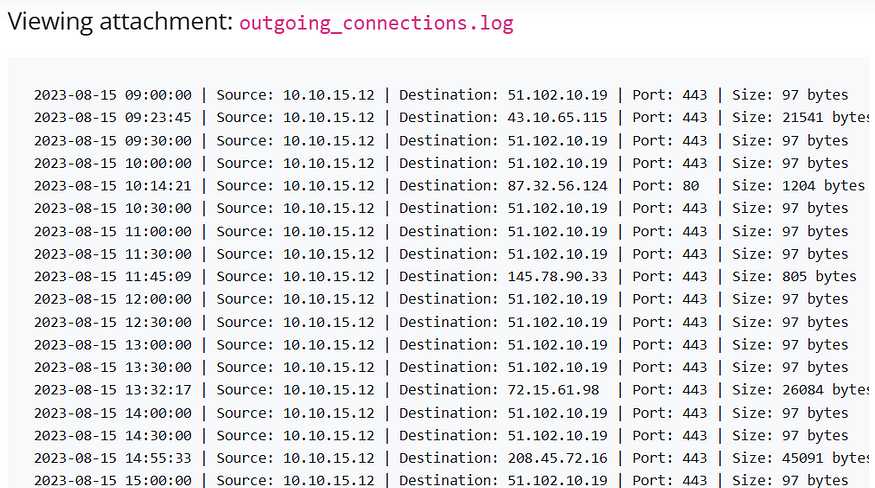 Viewing attachment: outgoing_connections.log
2023-08-15 09:00:00 | Source: 10.10.15.12 | Destination: 51.102.10.19 | Port: 443 | Size: 97 bytes
2023-08-15 09:23:45 | Source: 10.10.15.12 | Destination: 43.10.65.115 | Port: 443 | Size: 21541 bytes
2023-08-15 09:30:00 | Source: 10.10.15.12 | Destination: 51.102.10.19 | Port: 443 | Size: 97 bytes
2023-08-15 10:00:00 | Source: 10.10.15.12 | Destination: 51.102.10.19 | Port: 443 | Size: 97 bytes
2023-08-15 10:14:21 | Source: 10.10.15.12 | Destination: 87.32.56.124 | Port: 80  | Size: 1204 bytes
2023-08-15 10:30:00 | Source: 10.10.15.12 | Destination: 51.102.10.19 | Port: 443 | Size: 97 bytes
2023-08-15 11:00:00 | Source: 10.10.15.12 | Destination: 51.102.10.19 | Port: 443 | Size: 97 bytes
2023-08-15 11:30:00 | Source: 10.10.15.12 | Destination: 51.102.10.19 | Port: 443 | Size: 97 bytes
2023-08-15 11:45:09 | Source: 10.10.15.12 | Destination: 145.78.90.33 | Port: 443 | Size: 805 bytes
2023-08-15 12:00:00 | Source: 10.10.15.12 | Destination: 51.102.10.19 | Port: 443 | Size: 97 bytes
2023-08-15 12:30:00 | Source: 10.10.15.12 | Destination: 51.102.10.19 | Port: 443 | Size: 97 bytes
2023-08-15 13:00:00 | Source: 10.10.15.12 | Destination: 51.102.10.19 | Port: 443 | Size: 97 bytes
2023-08-15 13:30:00 | Source: 10.10.15.12 | Destination: 51.102.10.19 | Port: 443 | Size: 97 bytes
2023-08-15 13:32:17 | Source: 10.10.15.12 | Destination: 72.15.61.98  | Port: 443 | Size: 26084 bytes
2023-08-15 14:00:00 | Source: 10.10.15.12 | Destination: 51.102.10.19 | Port: 443 | Size: 97 bytes
2023-08-15 14:30:00 | Source: 10.10.15.12 | Destination: 51.102.10.19 | Port: 443 | Size: 97 bytes
2023-08-15 14:55:33 | Source: 10.10.15.12 | Destination: 208.45.72.16 | Port: 443 | Size: 45091 bytes
2023-08-15 15:00:00 | Source: 10.10.15.12 | Destination: 51.102.10.19 | Port: 443 | Size: 97 bytes